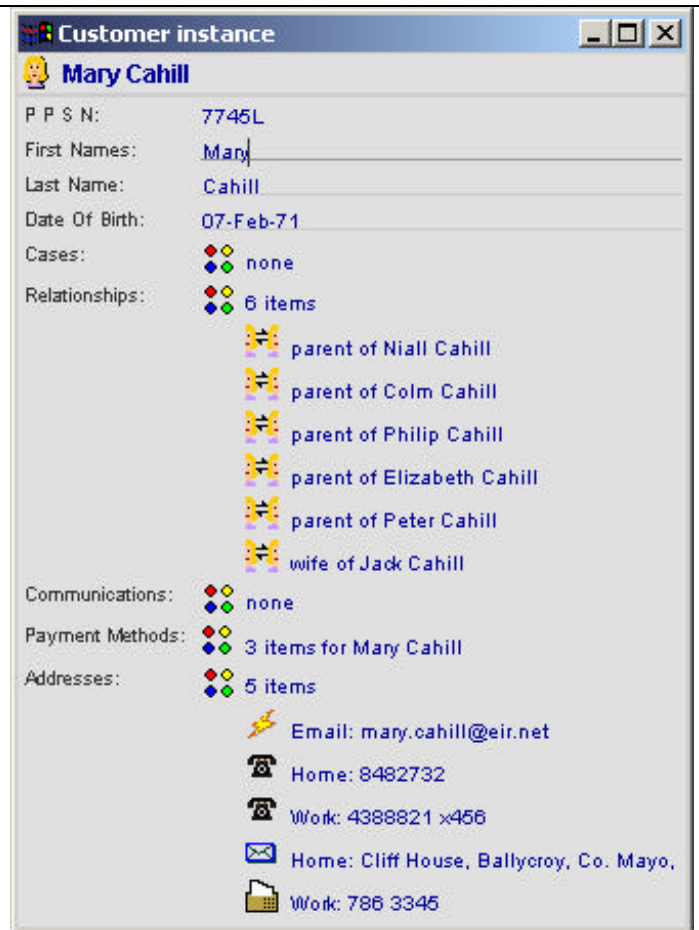 Customer instance
Mary Cahill
P P S N: 7745L
First Names: Mary
Last Name: Cahill
Date Of Birth: 07-Feb-71
Cases: none
Relationships: 6 items
parent of Niall Cahill
parent of Colm Cahill
parent of Philip Cahill
parent of Elizabeth Cahill
parent of Peter Cahill
wife of Jack Cahill
Communications: none
Payment Methods: 3 items for Mary Cahill
Addresses: 5 items
Email: mary.cahill@eir.net
Home: 8482732
Work: 4388821 x456
Home: Cliff House, Ballycroy, Co. Mayo,
Work: 786 3345